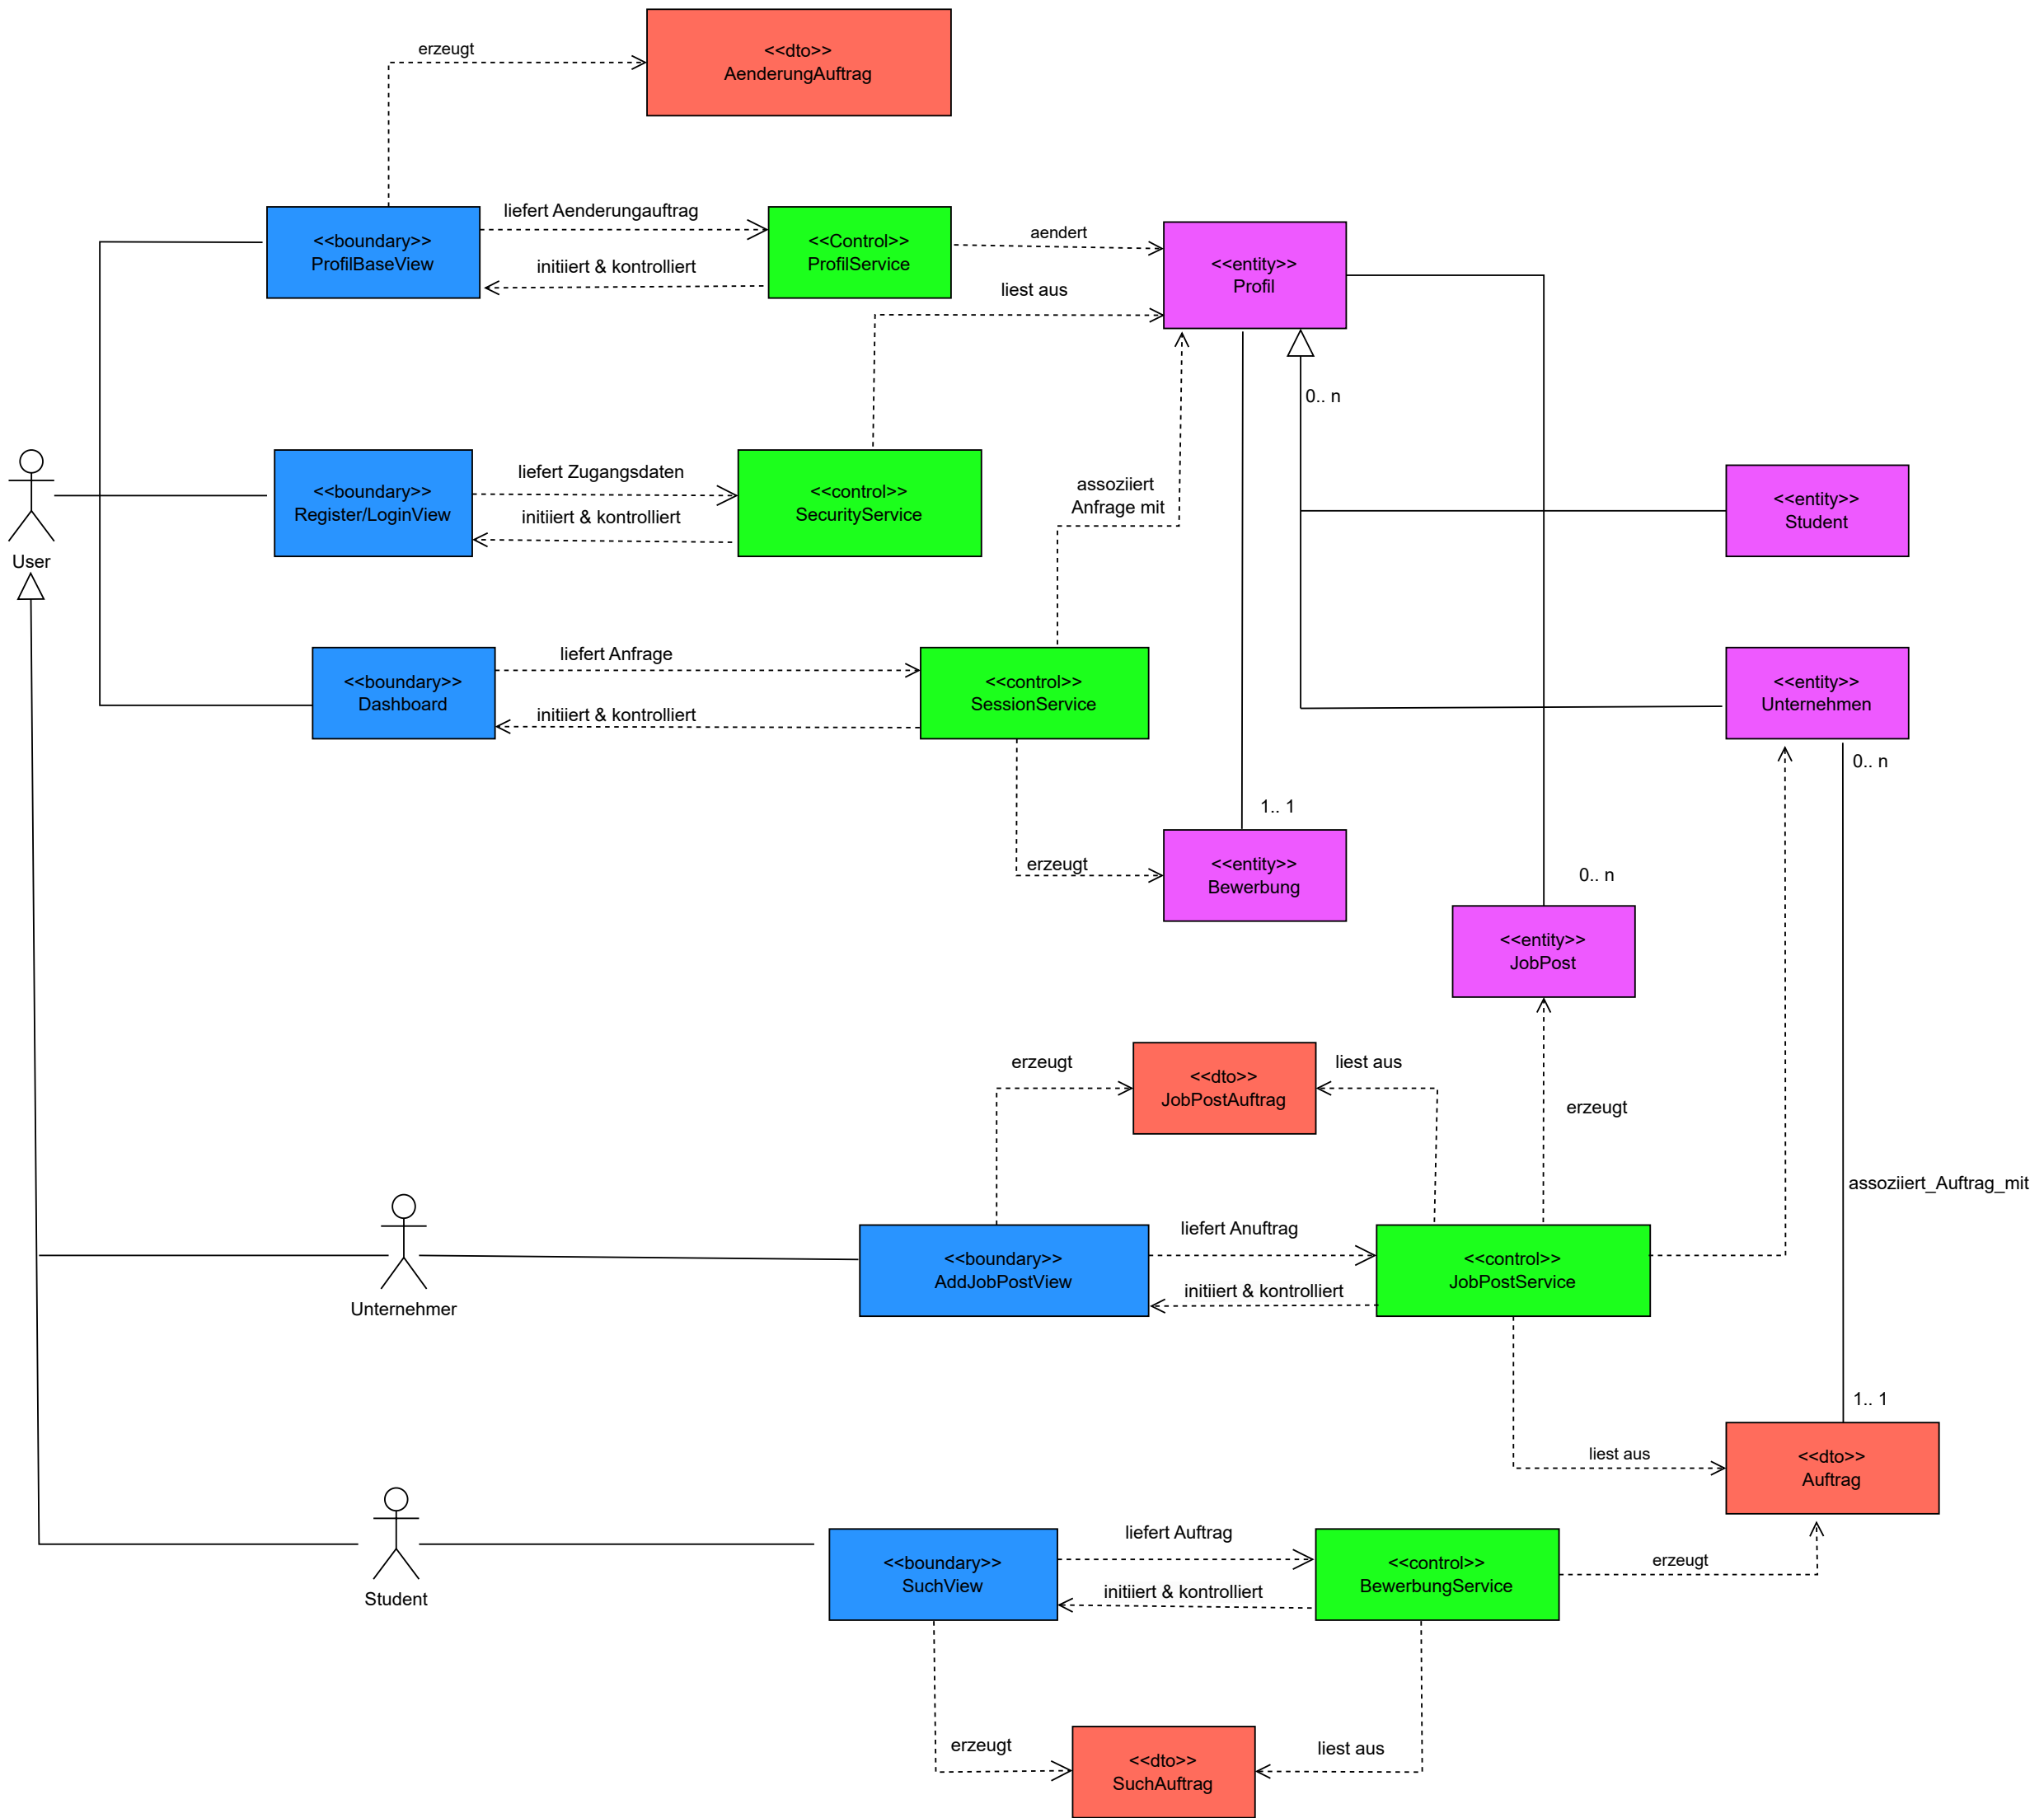 erzeugt
<<dto>>
AenderungAuftrag
<<boundary>>
ProfilBaseView
liefert Aenderungauftrag
initiiert & kontrolliert
<<Control>>
ProfilService
aendert
liest aus
<<entity>>
Profil
0.. n
User
<<boundary>>
Register/LoginView
liefert Zugangsdaten
initiiert & kontrolliert
<<control>>
SecurityService
assoziiert
Anfrage mit
<<entity>>
Student
<<boundary>>
Dashboard
liefert Anfrage
initiiert & kontrolliert
<<control>>
SessionService
<<entity>>
Unternehmen
0.. n
1.. 1
erzeugt
<<entity>>
Bewerbung
0.. n
<<entity>>
JobPost
erzeugt
<<dto>>
JobPostAuftrag
liest aus
erzeugt
assoziiert_Auftrag_mit
Unternehmer
<<boundary>>
AddJobPostView
liefert Anuftrag
initiiert & kontrolliert
<<control>>
JobPostService
1.. 1
liest aus
<<dto>>
Auftrag
Student
<<boundary>>
SuchView
liefert Auftrag
initiiert & kontrolliert
<<control>>
BewerbungService
erzeugt
erzeugt
<<dto>>
SuchAuftrag
liest aus